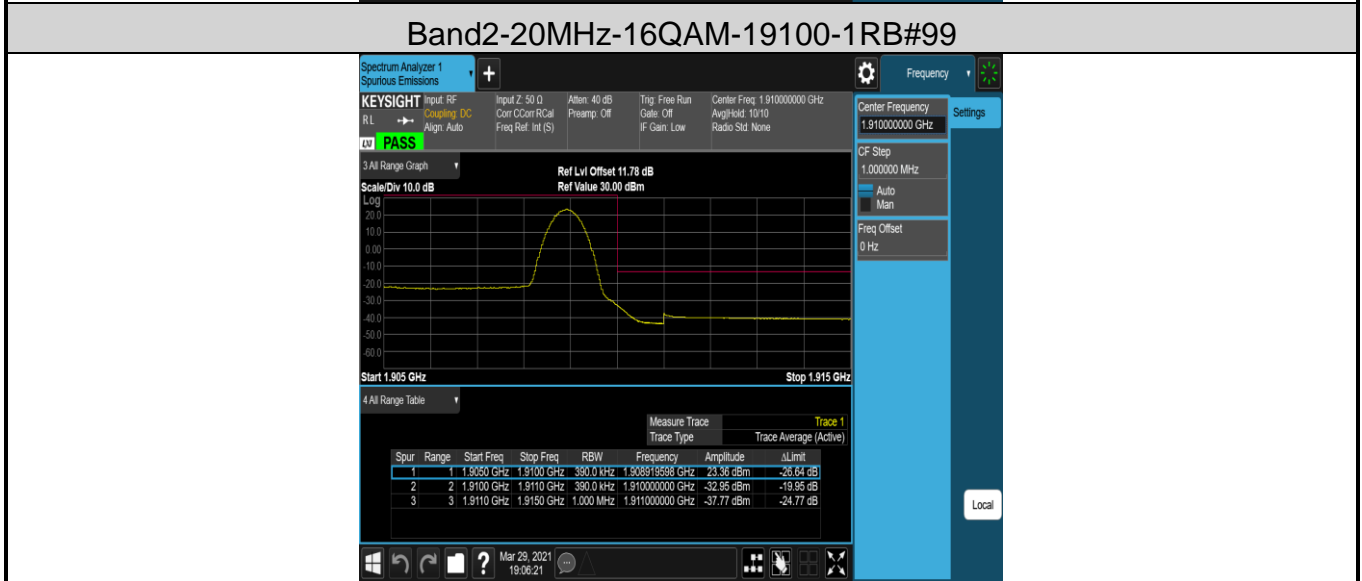 Band2-20MHz-16QAM-19100-1RB#99
Spectrum Analyzer 1
Spurious Emissions
+
Frequency
KEYSIGHT Input: RF Input Z: 50 Ω Atten: 40 dB Trig: Free Run Center Freq: 1.910000000 GHz
RL Coupling: DC Corr CCorr RCal Preamp: Off Gate: Off Avg|Hold: 10/10
Align: Auto Freq Ref: Int (S) IF Gain: Low Radio Std: None
LXI PASS
Center Frequency
1.910000000 GHz
Settings
CF Step
1.000000 MHz
Auto
Man
Freq Offset
0 Hz
3 All Range Graph
Ref Lvl Offset 11.78 dB
Scale/Div 10.0 dB Ref Value 30.00 dBm
Log
20.0
10.0
0.00
-10.0
-20.0
-30.0
-40.0
-50.0
-60.0
Start 1.905 GHz Stop 1.915 GHz
4 All Range Table
Measure Trace Trace 1
Trace Type Trace Average (Active)
Spur Range Start Freq Stop Freq RBW Frequency Amplitude ΔLimit
1 1 1.9050 GHz 1.9100 GHz 390.0 kHz 1.908919598 GHz 23.36 dBm -26.64 dB
2 2 1.9100 GHz 1.9110 GHz 390.0 kHz 1.910000000 GHz -32.95 dBm -19.95 dB
3 3 1.9110 GHz 1.9150 GHz 1.000 MHz 1.911000000 GHz -37.77 dBm -24.77 dB
Local
? Mar 29, 2021
19:06:21